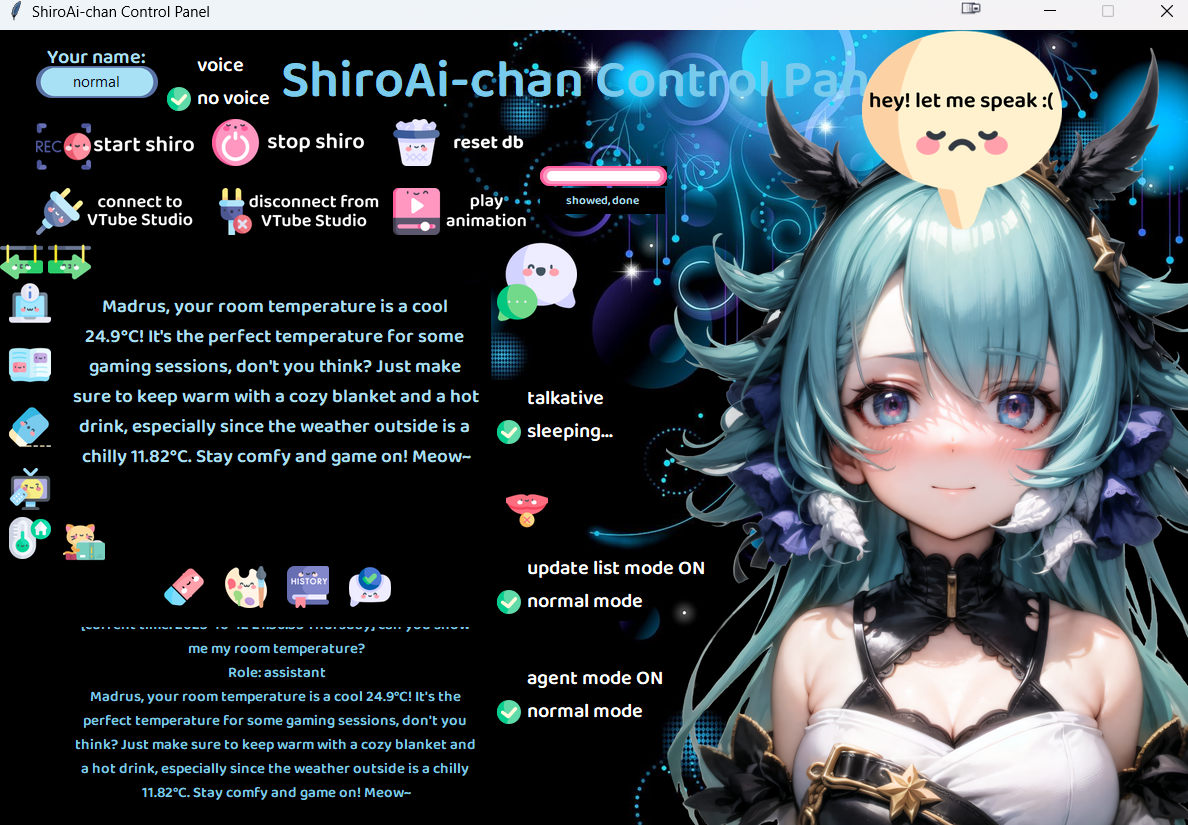 ShiroAi-chan Control Panel
Your name:
normal
voice
no voice
ShiroAi-chan Control Pan
hey! let me speak :(
REC
start shiro
stop shiro
reset db
showed, done
connect to
VTube Studio
disconnect from
VTube Studio
play
animation
Madrus, your room temperature is a cool
24.9°C! It's the perfect temperature for some
gaming sessions, don't you think? Just make
sure to keep warm with a cozy blanket and a hot
drink, especially since the weather outside is a
chilly 11.82°C. Stay comfy and game on! Meow~
talkative
sleeping...
HISTORY
update list mode ON
normal mode
agent mode ON
normal mode
me my room temperature?
Role: assistant
Madrus, your room temperature is a cool 24.9°C! It's the
perfect temperature for some gaming sessions, don't you
think? Just make sure to keep warm with a cozy blanket and
a hot drink, especially since the weather outside is a chilly
11.82°C. Stay comfy and game on! Meow~